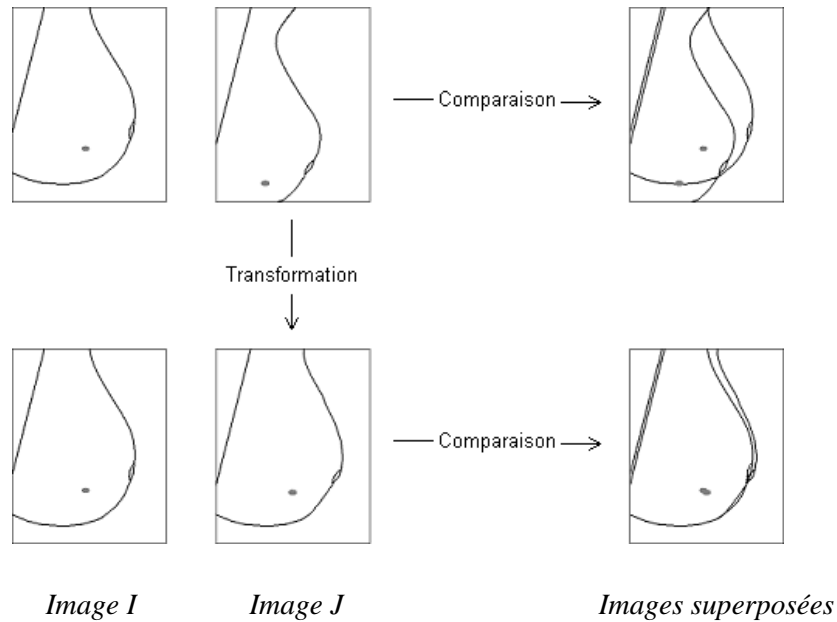 Comparaison
Transformation
Comparaison
Image I Image J Images superposées